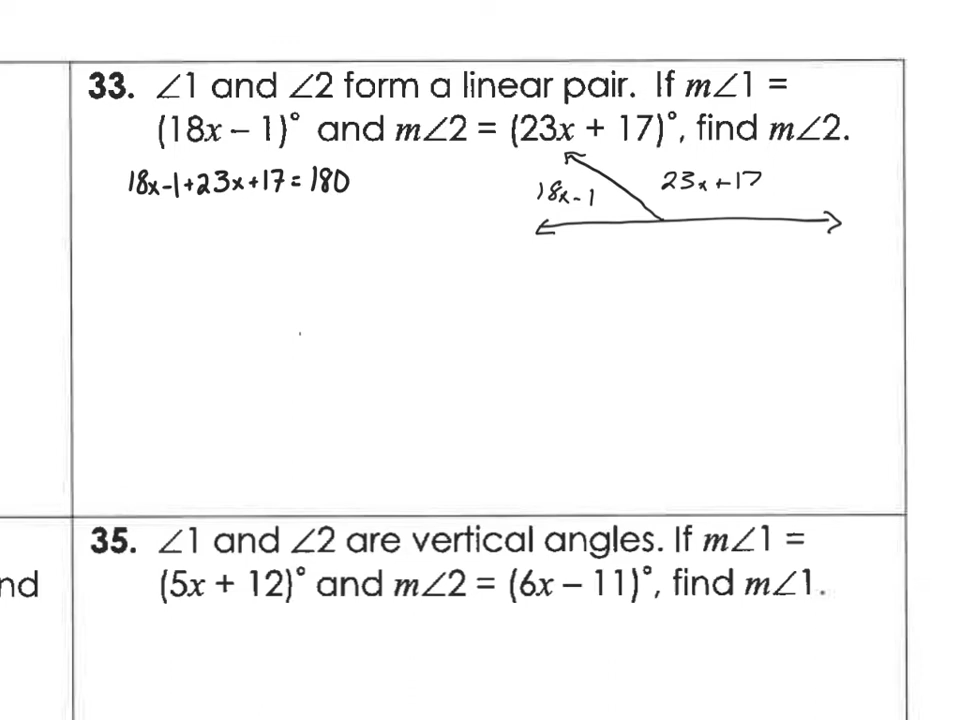 33. ∠1 and ∠2 form a linear pair. If m∠1 =
(18x – 1)° and m∠2 = (23x + 17)°, find m∠2.
18x-1+23x+17=180
18x-1
23x+17
35. ∠1 and ∠2 are vertical angles. If m∠1 =
nd
(5x + 12)° and m∠2 = (6x – 11)°, find m∠1.